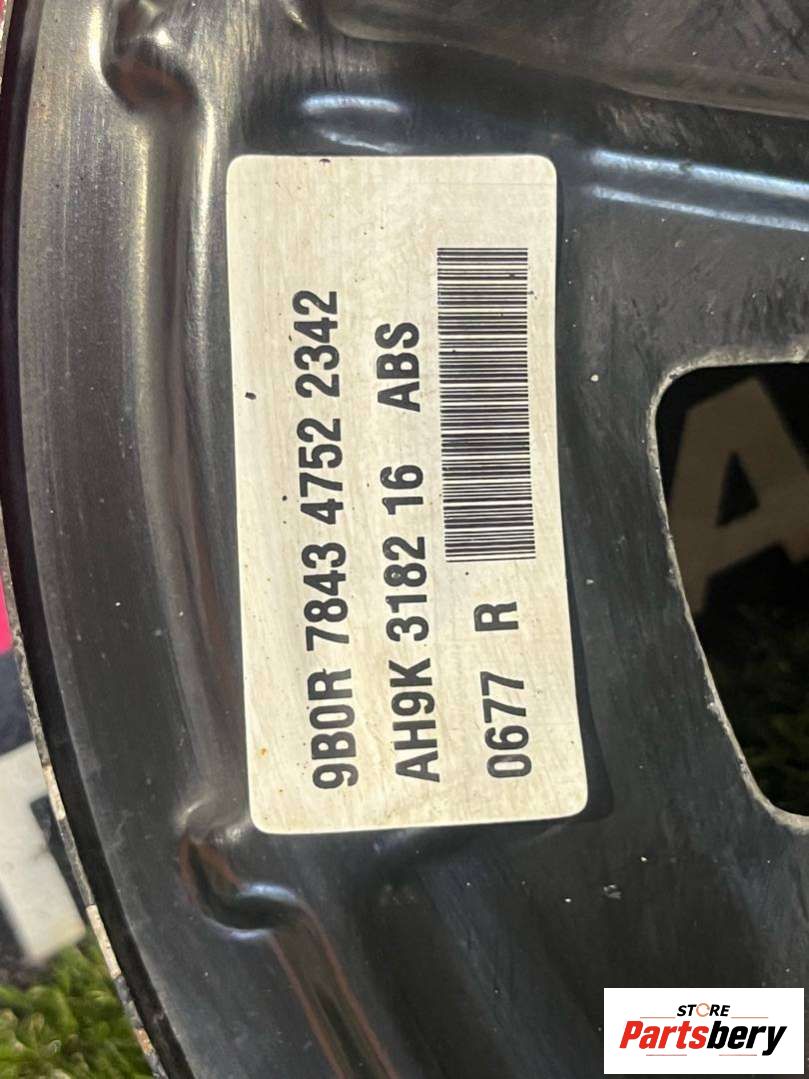 9B0R 7843 4752 2342
AH9K 3182 16 ABS
0677 R
A
STORE
Partsbery